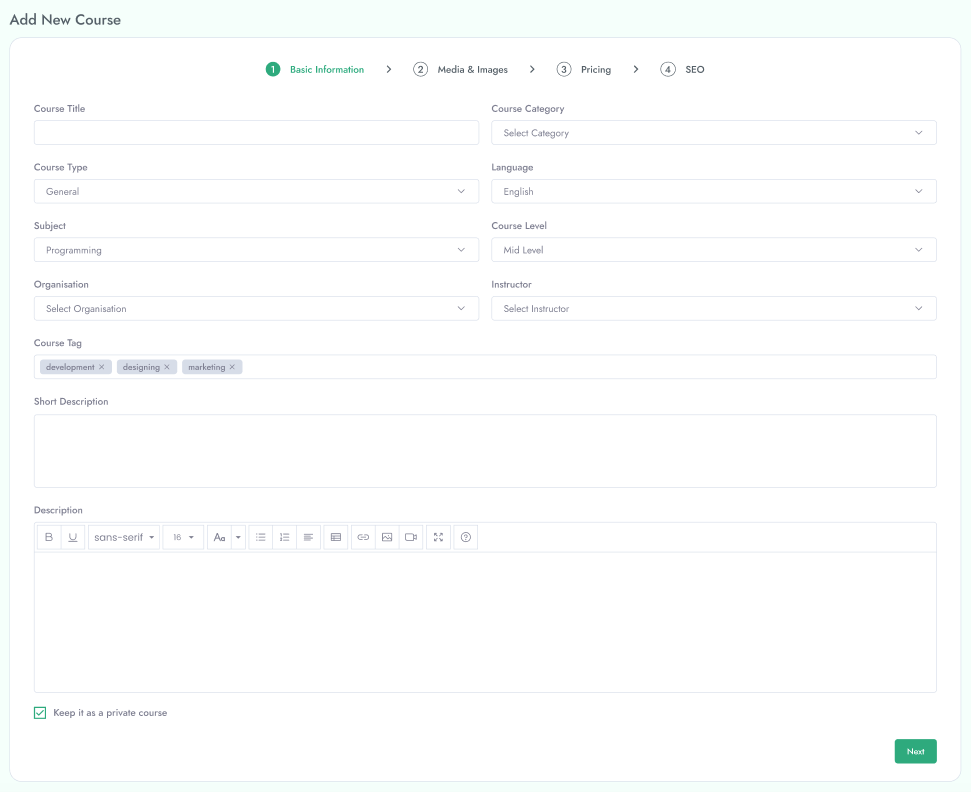 Add New Course
1 Basic Information > 2 Media & Images > 3 Pricing > 4 SEO
Course Title
Course Category
Select Category
Course Type
Language
General
English
Subject
Course Level
Programming
Mid Level
Organisation
Instructor
Select Organisation
Select Instructor
Course Tag
development × designing × marketing ×
Short Description
Description
B U sans-serif 16 Aa
Keep it as a private course
Next